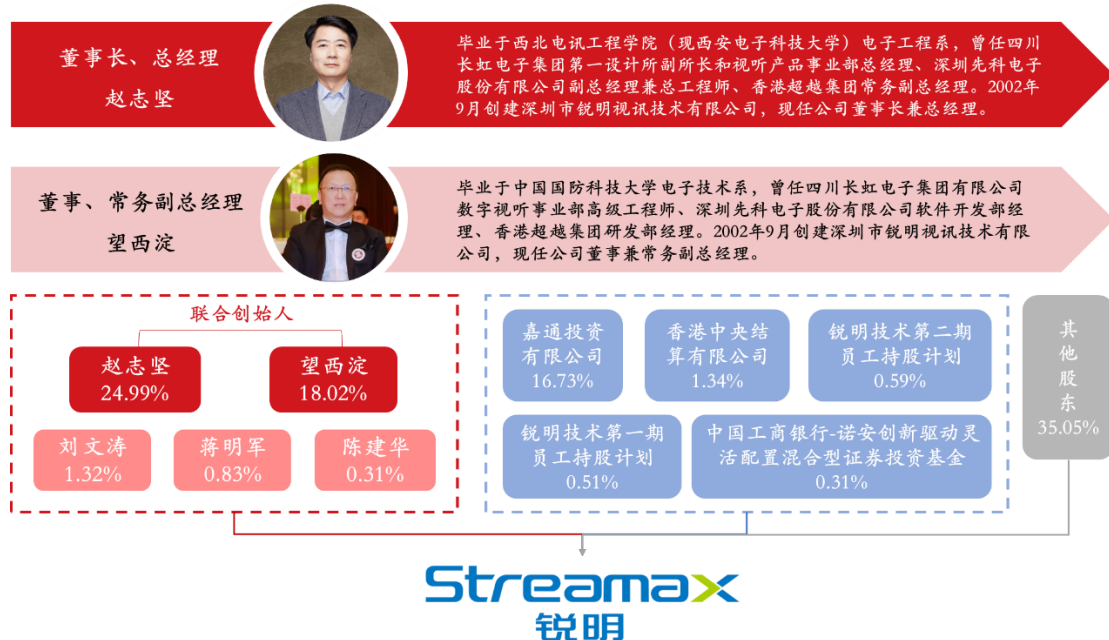 董事长、总经理
赵志坚
毕业于西北电讯工程学院（现西安电子科技大学）电子工程系，曾任四川
长虹电子集团第一设计所副所长和视听产品事业部总经理、深圳先科电子
股份有限公司副总经理兼总工程师、香港超越集团常务副总经理。2002年
9月创建深圳市锐明视讯技术有限公司，现任公司董事长兼总经理。
董事、常务副总经理
望西淀
毕业于中国国防科技大学电子技术系，曾任四川长虹电子集团有限公司
数字视听事业部高级工程师、深圳先科电子股份有限公司软件开发部经
理、香港超越集团研发部经理。2002年9月创建深圳市锐明视讯技术有限
公司，现任公司董事兼常务副总经理。
联合创始人
赵志坚
24.99%
望西淀
18.02%
刘文涛
1.32%
蒋明军
0.83%
陈建华
0.31%
嘉通投资
有限公司
16.73%
香港中央结
算有限公司
1.34%
锐明技术第二期
员工持股计划
0.59%
锐明技术第一期
员工持股计划
0.51%
中国工商银行-诺安创新驱动灵
活配置混合型证券投资基金
0.31%
其
他
股
东
35.05%
Streamax
锐明